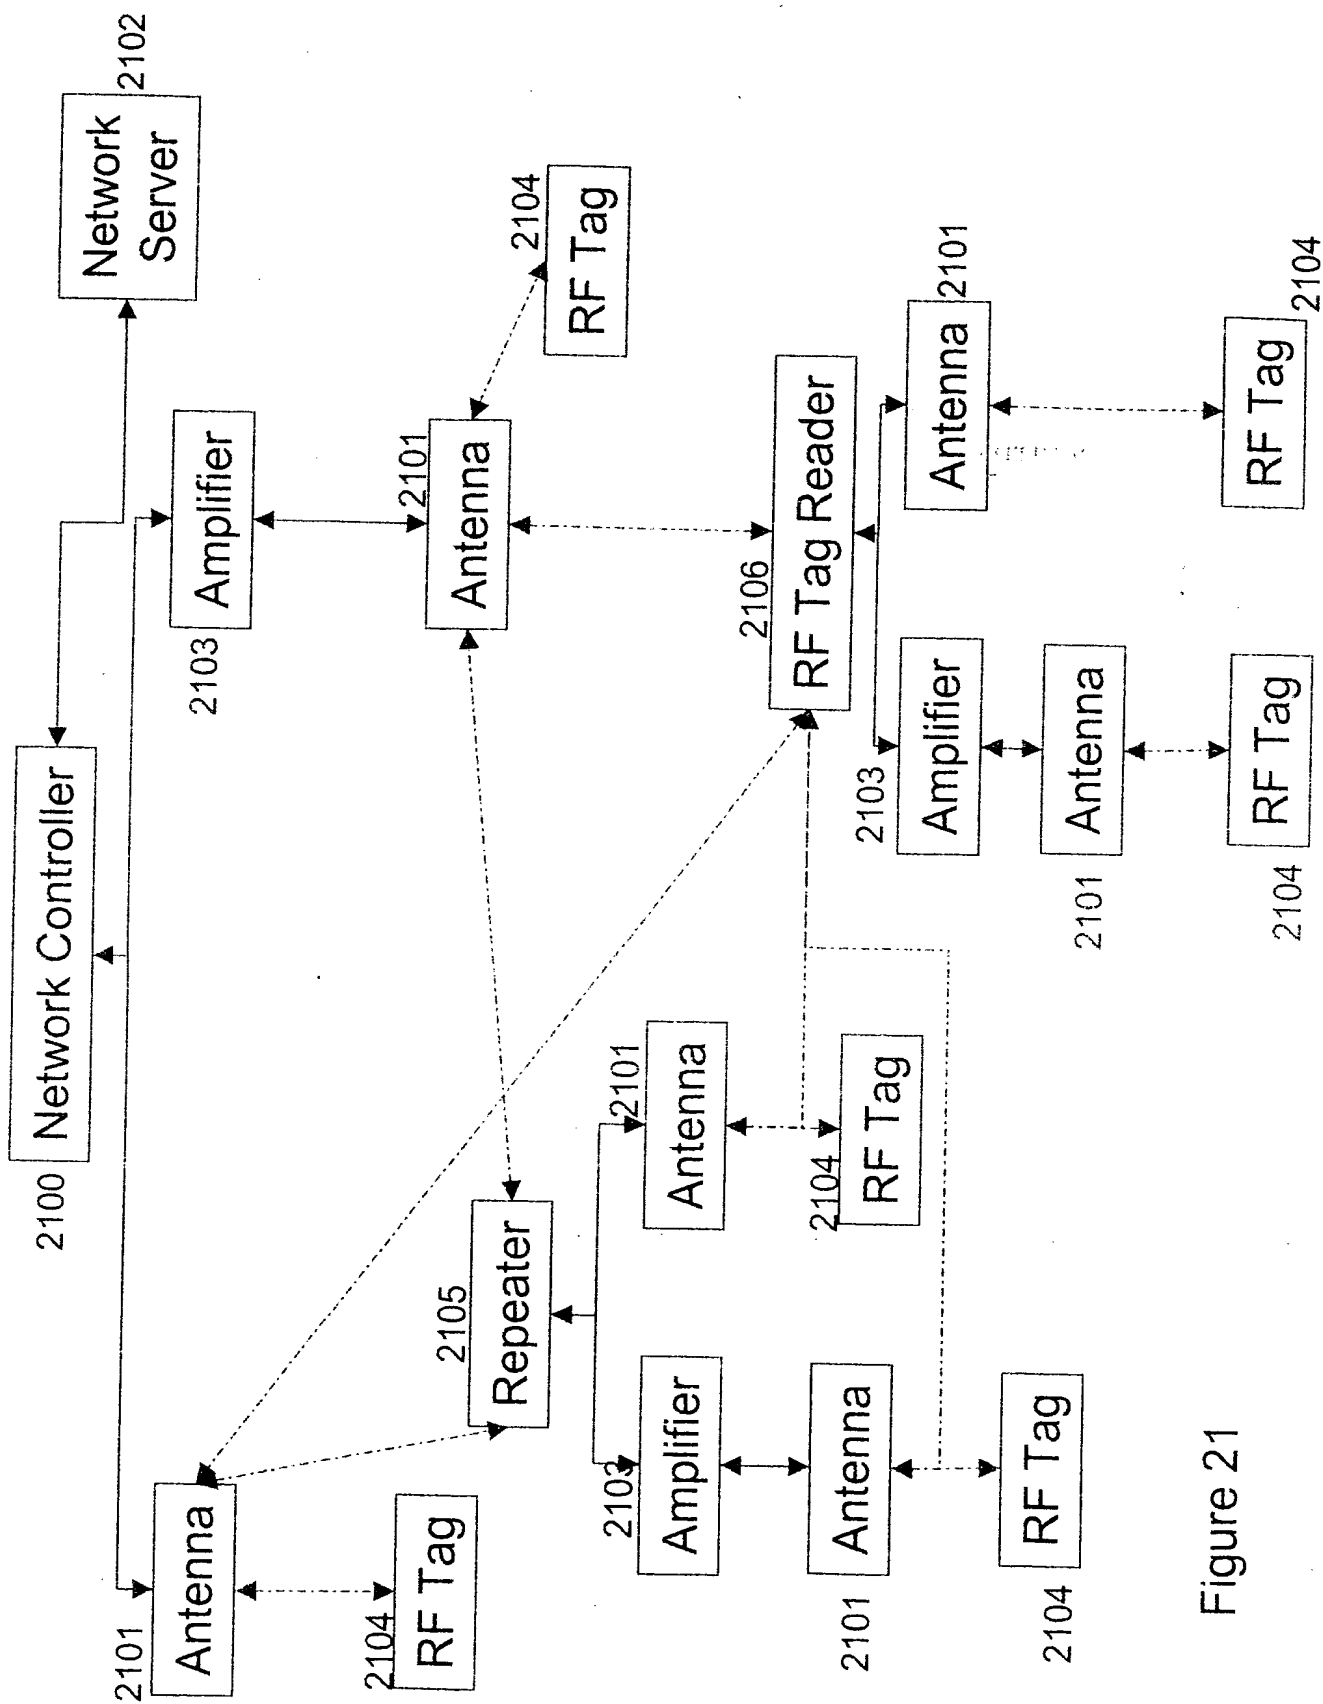 2100
Network Controller
Network
Server
2102
2101
Antenna
2103
Amplifier
2104
RF Tag
2101
Antenna
2104
RF Tag
2105
Repeater
2103
Amplifier
2101
Antenna
2106
RF Tag Reader
2101
Antenna
2104
RF Tag
2103
Amplifier
Antenna
2101
2104
RF Tag
2101
Antenna
2104
RF Tag
RF Tag
2104
Figure 21